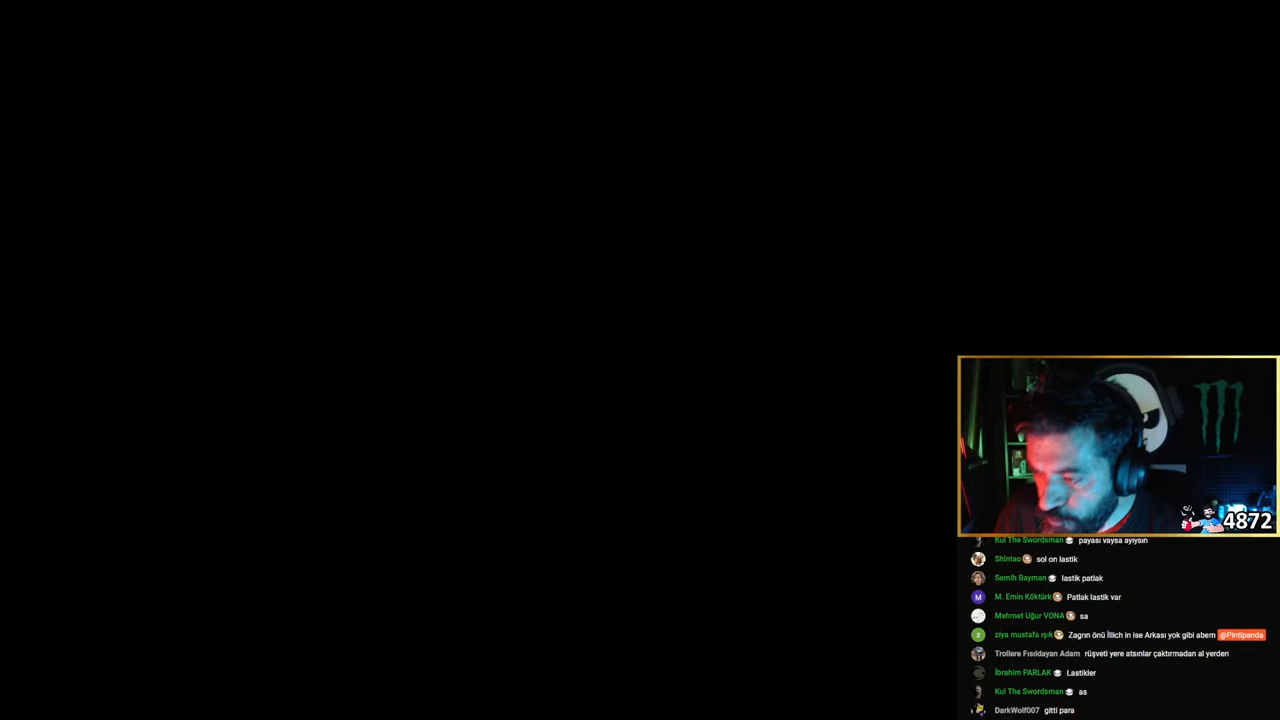 4872
Kul The Swordsman payası vaysa ayıysın
Shintao sol on lastik
Semih Bayman lastik patlak
M M. Emin Köktürk Patlak lastik var
Mehmet Uğur VONA sa
z ziya mustafa ışık Zagrın önü İllich in ise Arkası yok gibi abem @Pintipanda
Trollere Fısıldayan Adam rüşveti yere atsınlar çaktırmadan al yerden
İbrahim PARLAK Lastikler
Kul The Swordsman as
DarkWolf007 gitti para